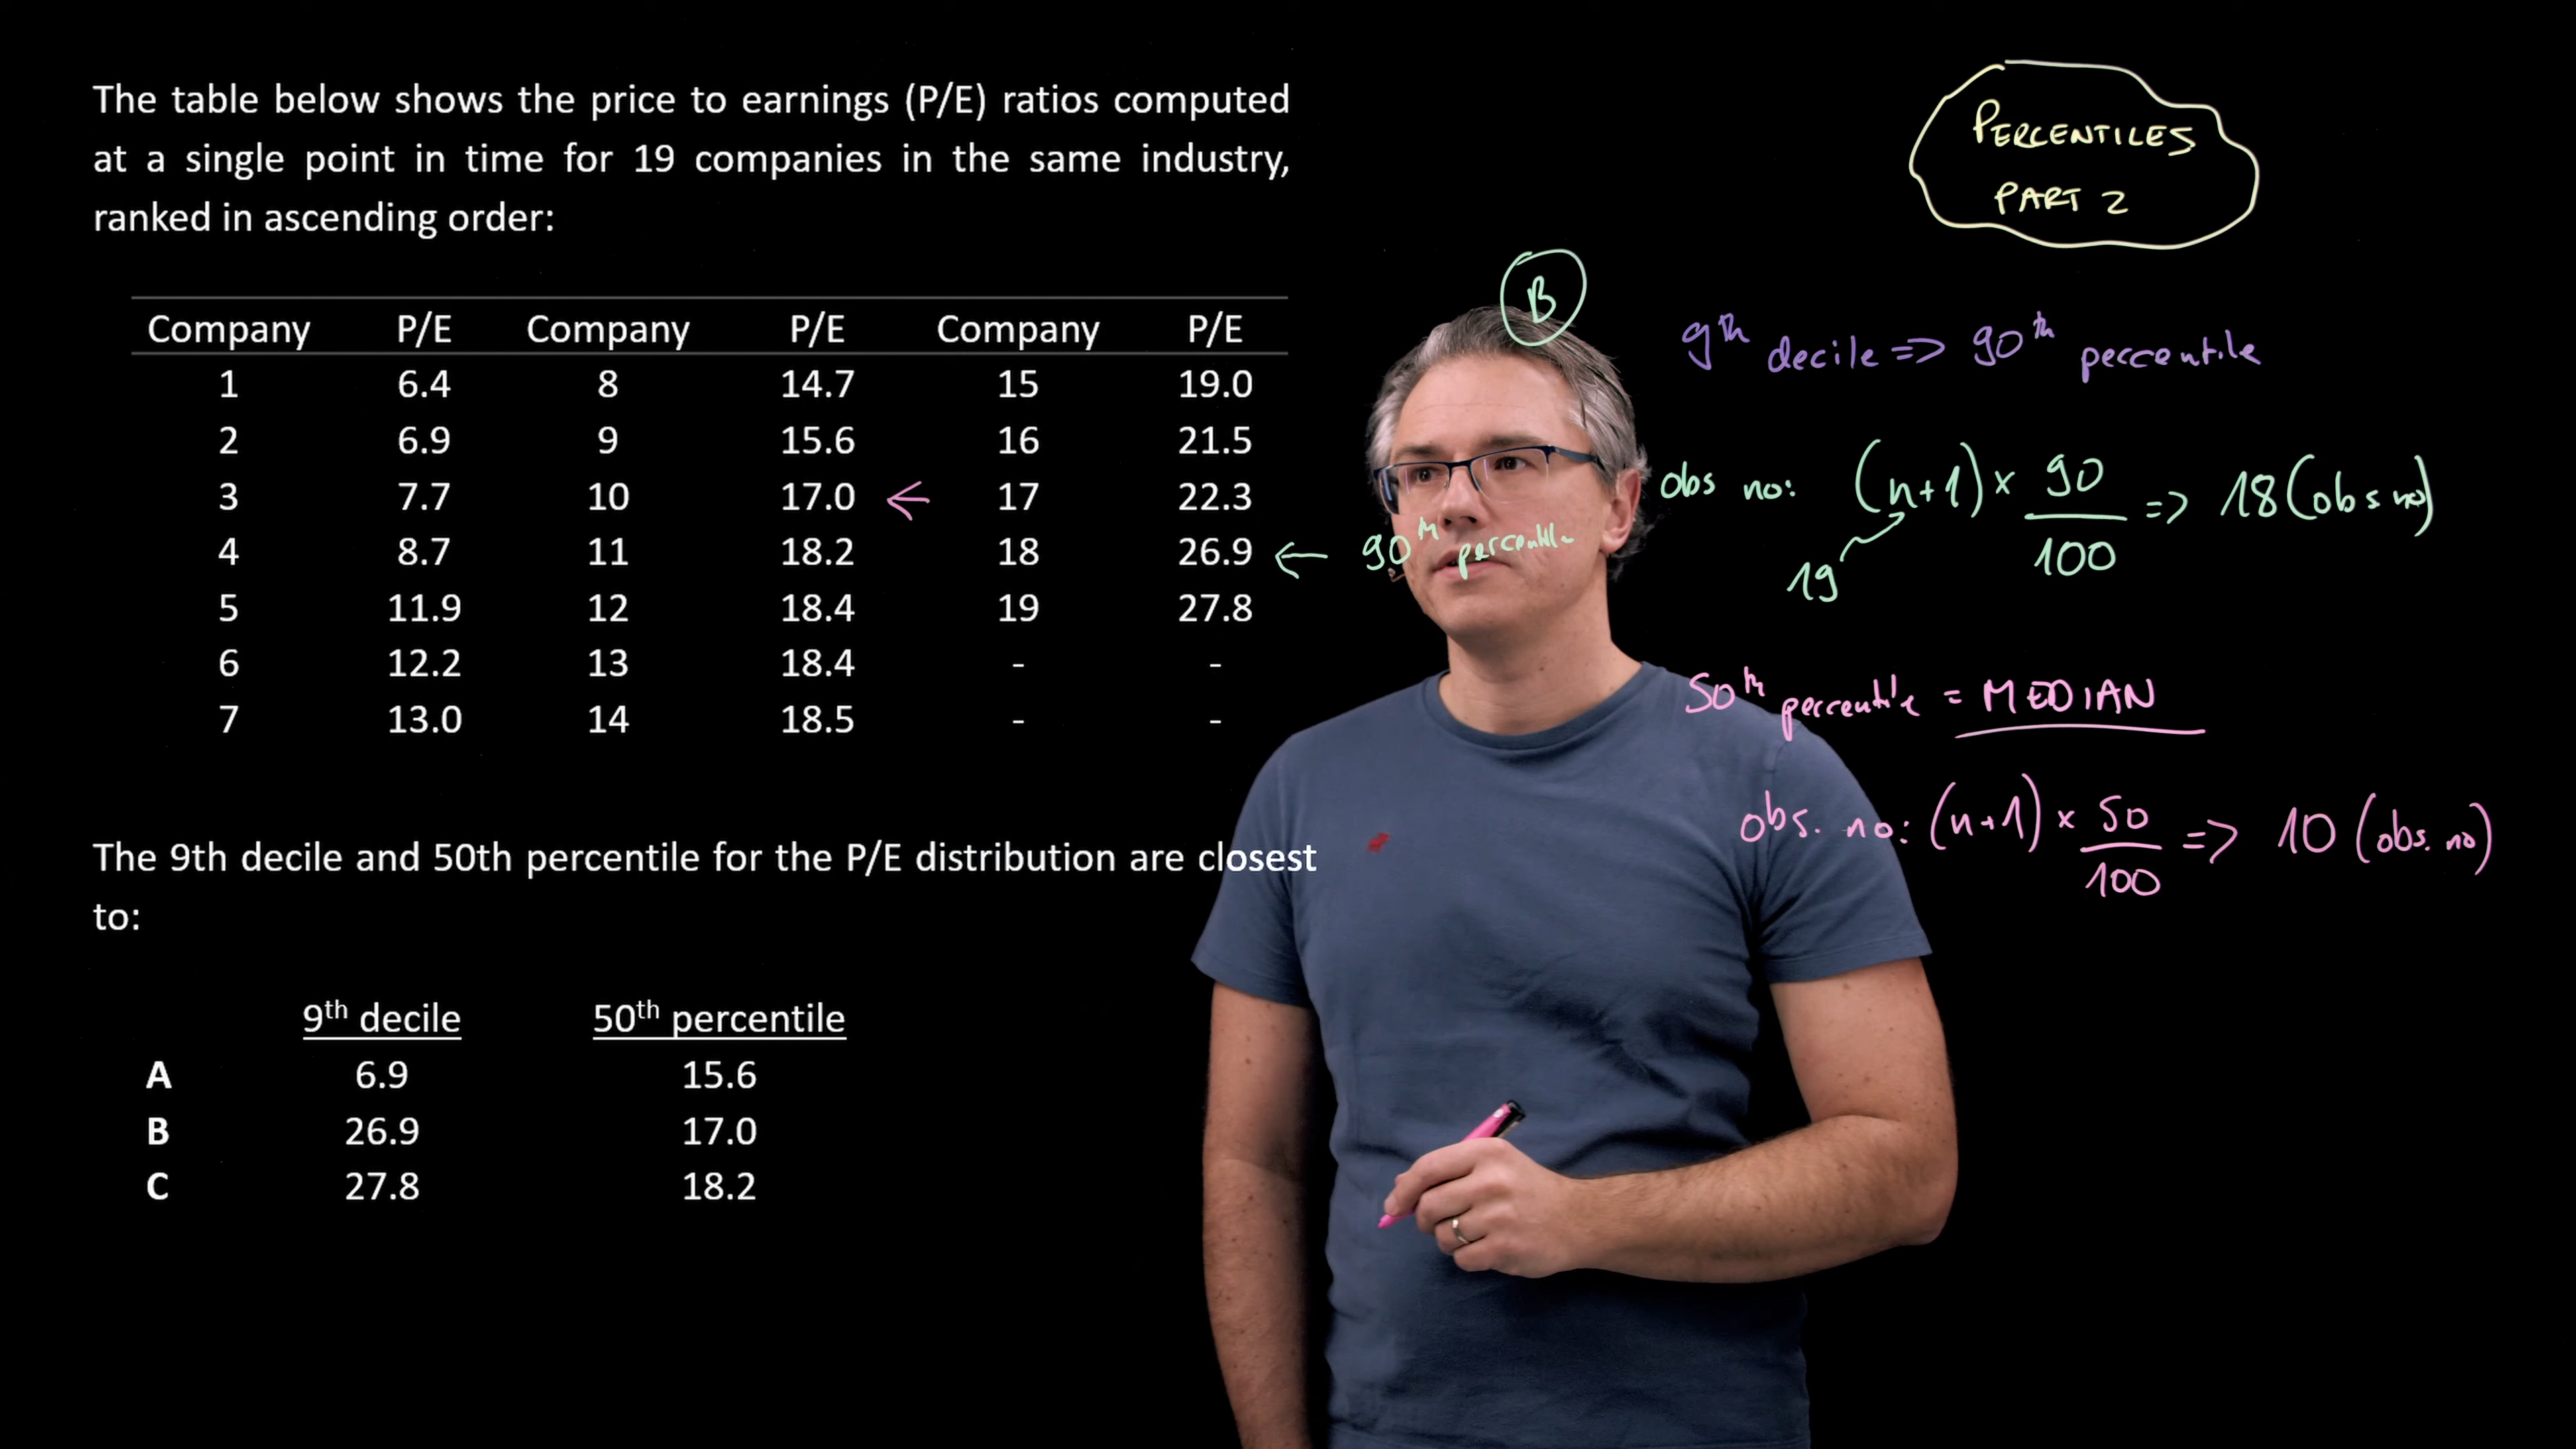 The table below shows the price to earnings (P/E) ratios computed
at a single point in time for 19 companies in the same industry,
ranked in ascending order:
Company P/E Company P/E Company P/E
1 6.4 8 14.7 15 19.0
2 6.9 9 15.6 16 21.5
3 7.7 10 17.0 ← 17 22.3
4 8.7 11 18.2 18 26.9 ← 90th percentile
5 11.9 12 18.4 19 27.8
6 12.2 13 18.4 - -
7 13.0 14 18.5 - -
The 9th decile and 50th percentile for the P/E distribution are closest
to:
9th decile 50th percentile
A 6.9 15.6
B 26.9 17.0
C 27.8 18.2
PERCENTILES
PART 2
B
9th decile => 90th percentile
obs no: (n+1) × 90/100 => 18 (obs no)
19
50th percentile = MEDIAN
obs. no: (n+1) × 50/100 => 10 (obs. no)